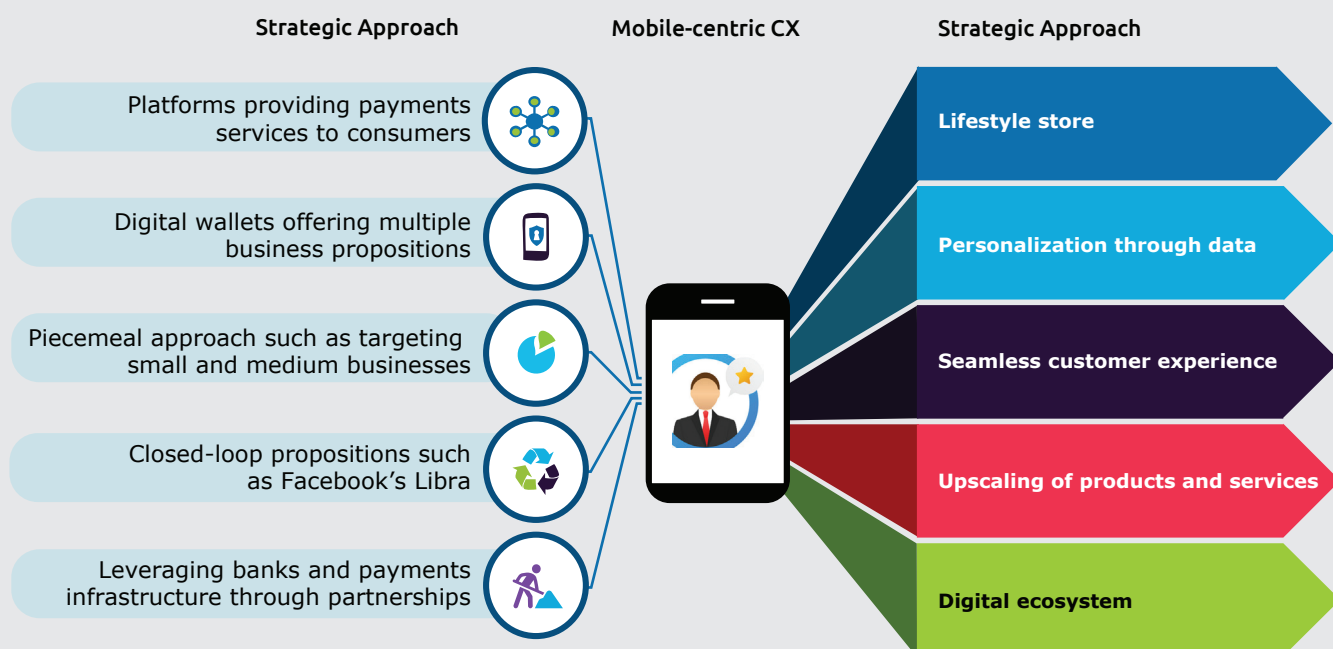 Strategic Approach
Mobile-centric CX
Strategic Approach
Platforms providing payments
services to consumers
Digital wallets offering multiple
business propositions
Piecemeal approach such as targeting
small and medium businesses
Closed-loop propositions such
as Facebook’s Libra
Leveraging banks and payments
infrastructure through partnerships
Lifestyle store
Personalization through data
Seamless customer experience
Upscaling of products and services
Digital ecosystem